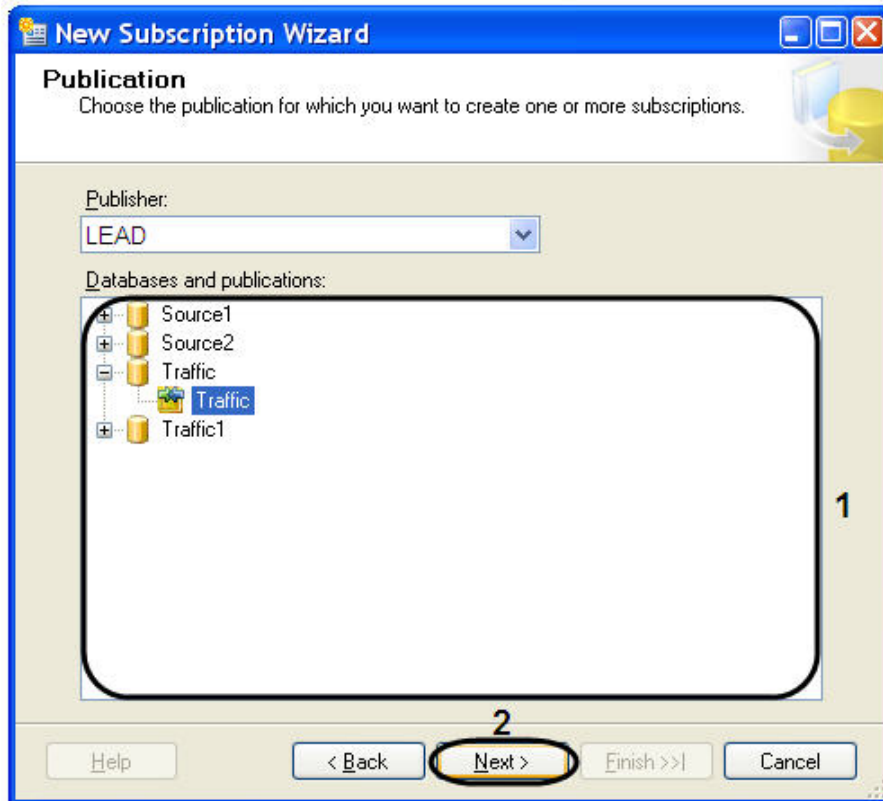 New Subscription Wizard
Publication
Choose the publication for which you want to create one or more subscriptions.
Publisher:
LEAD
Databases and publications:
Source1
Source2
Traffic
Traffic
Traffic1
1
2
Help
< Back
Next >
Finish >>|
Cancel